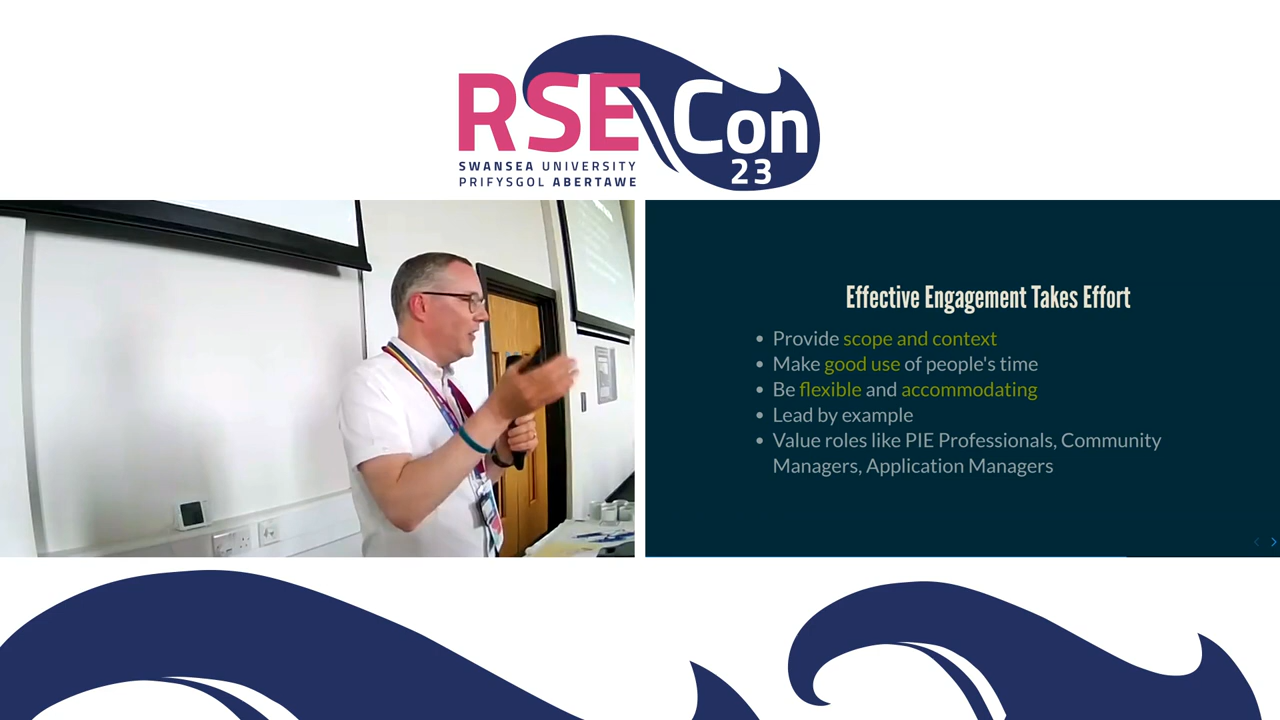 RSE Con
23
SWANSEA UNIVERSITY
PRIFYSGOL ABERTAWE
Effective Engagement Takes Effort
Provide scope and context
Make good use of people's time
Be flexible and accommodating
Lead by example
Value roles like PIE Professionals, Community
Managers, Application Managers